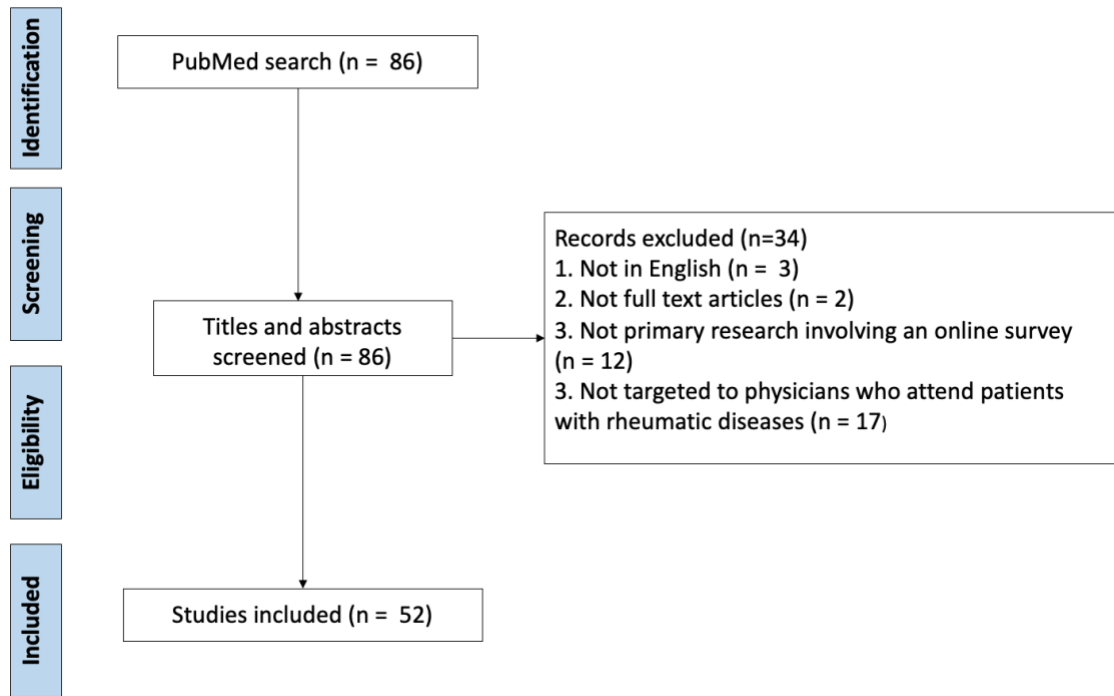 Identification
PubMed search (n =  86)
Screening
Titles and abstracts
screened (n = 86)
Records excluded (n=34)
1. Not in English (n =  3)
2. Not full text articles (n = 2)
3. Not primary research involving an online survey
(n = 12)
3. Not targeted to physicians who attend patients
with rheumatic diseases (n = 17)
Eligibility
Included
Studies included (n =  52)